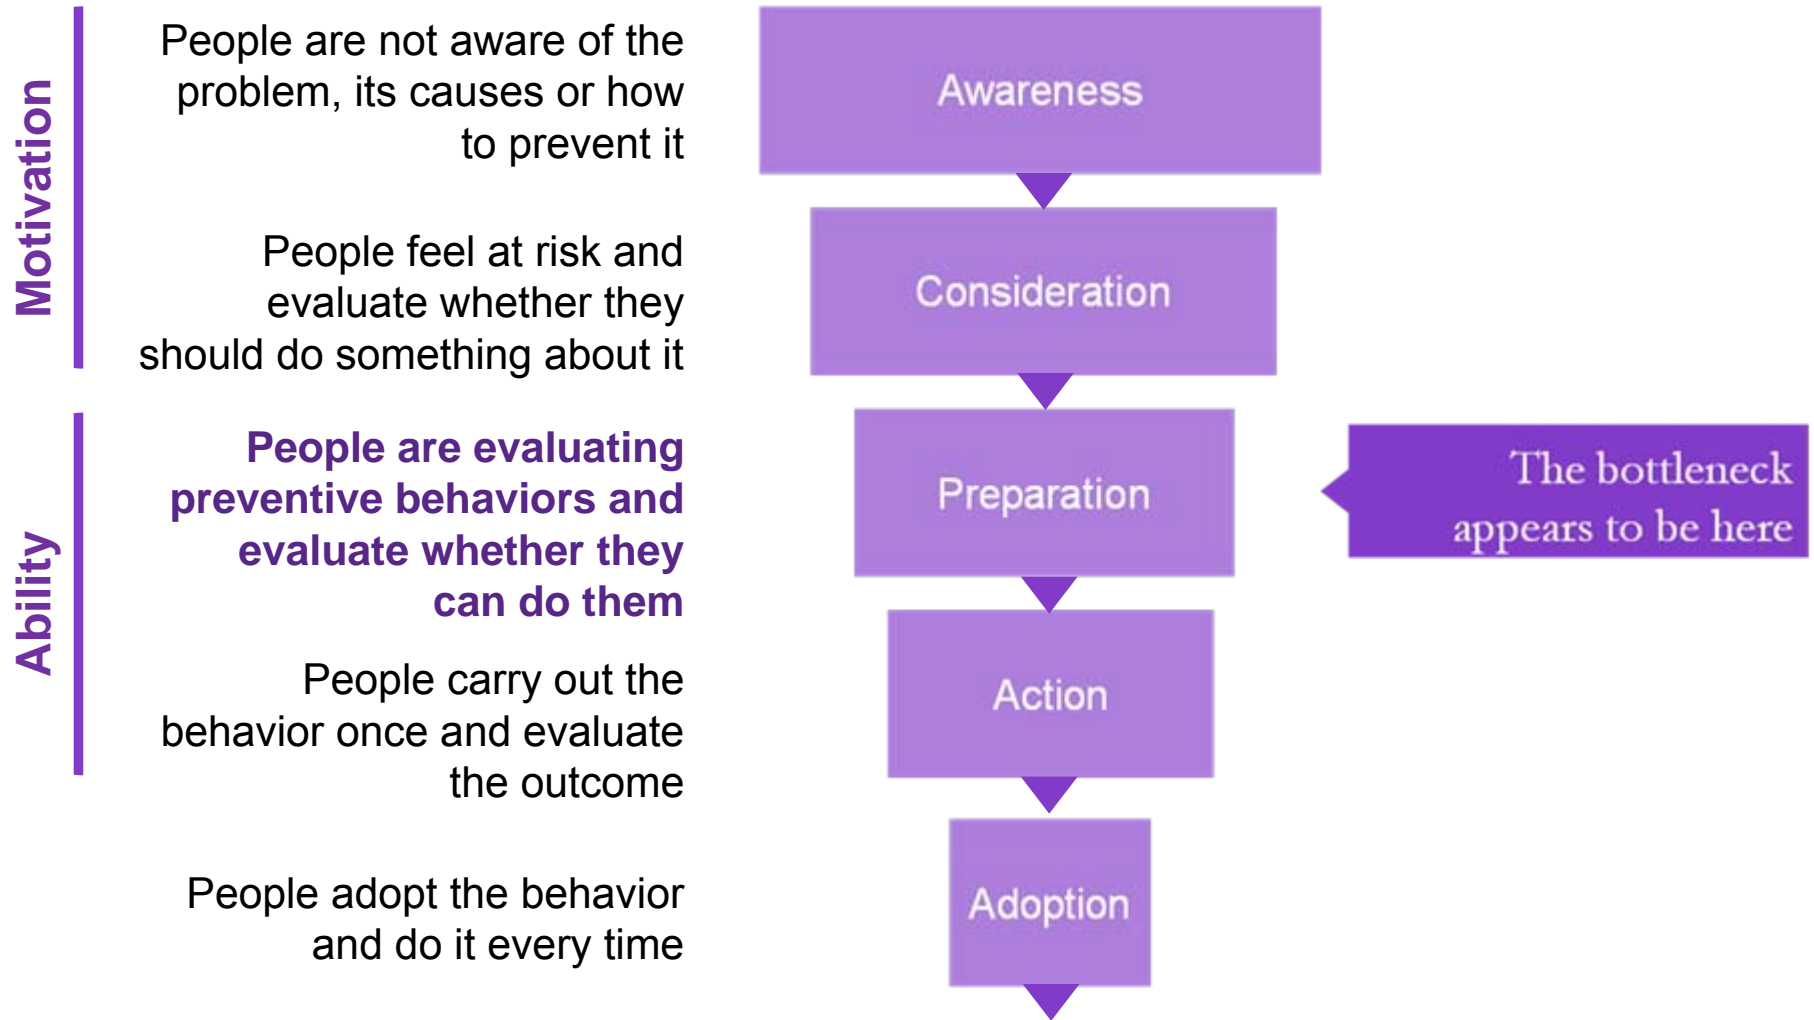 Motivation
People are not aware of the
problem, its causes or how
to prevent it
Awareness
People feel at risk and
evaluate whether they
should do something about it
Consideration
Ability
People are evaluating
preventive behaviors and
evaluate whether they
can do them
Preparation
The bottleneck
appears to be here
People carry out the
behavior once and evaluate
the outcome
Action
People adopt the behavior
and do it every time
Adoption